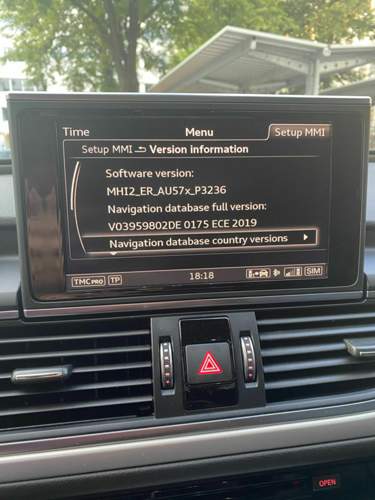 Time Menu Setup MMI
Setup MMI Version information
Software version:
MHI2_ER_AU57x_P3236
Navigation database full version:
V03959802DE 0175 ECE 2019
Navigation database country versions
TMC PRO TP 18:18 SIM
OPEN